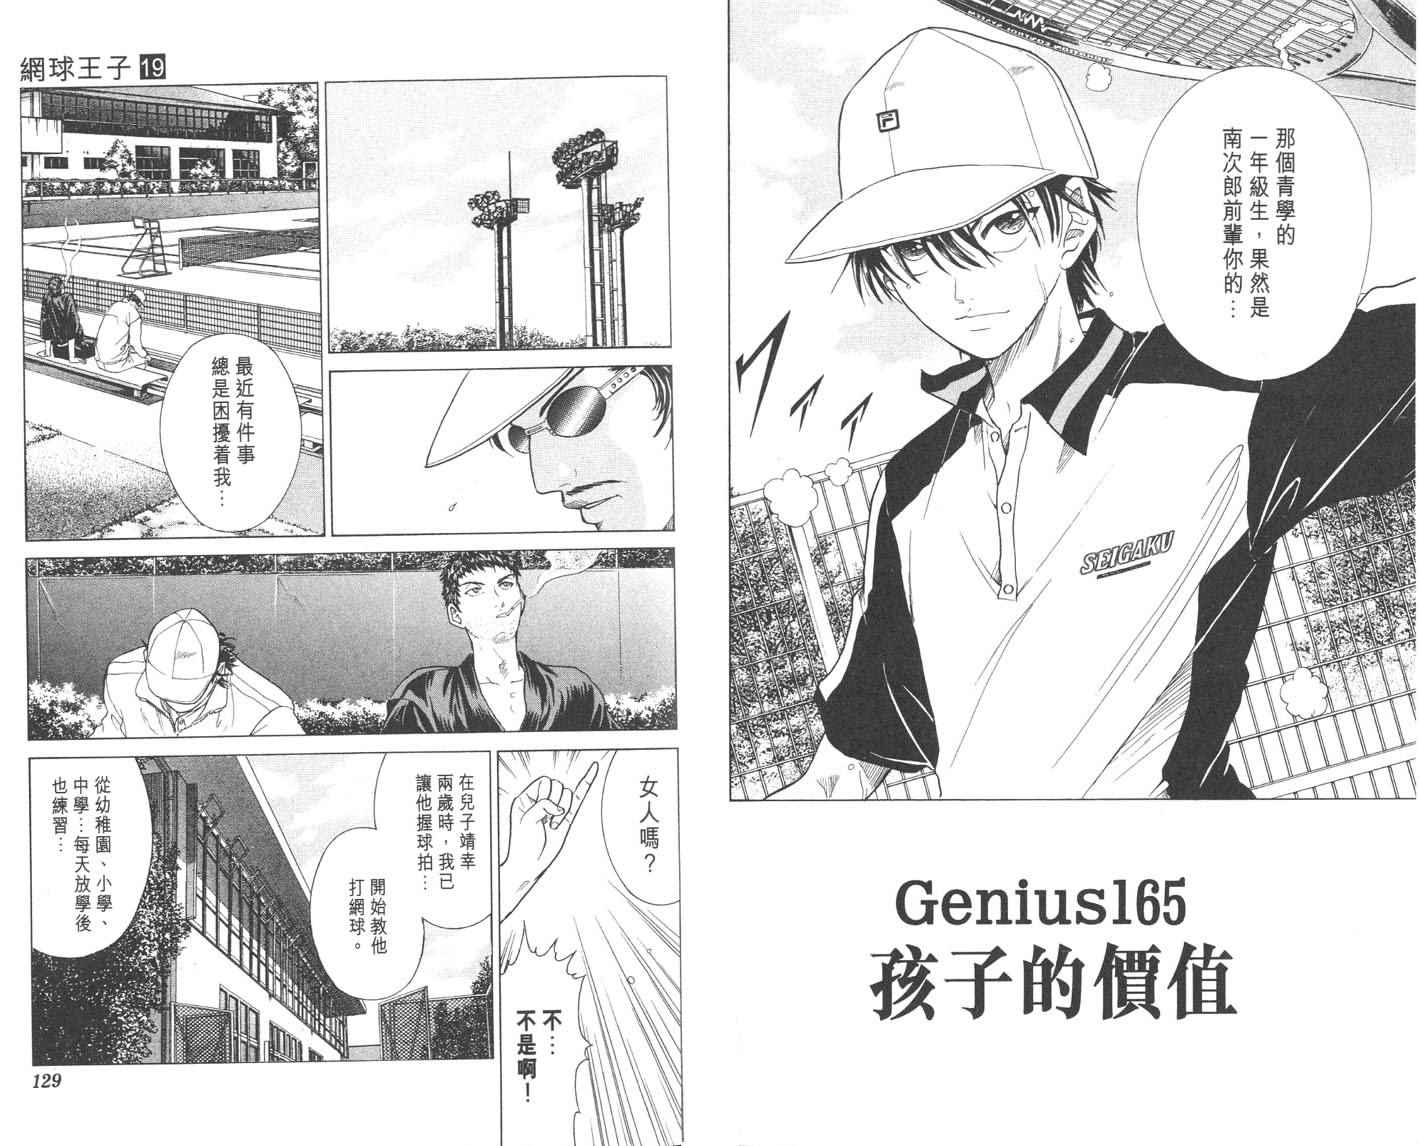 那個青學的
一年級生，果然是
南次郎前輩你的…
F
SEIGAKU
Genius165
孩子的價值
網球王子 19
最近有件事
總是困擾着我…
女人嗎？
不…
不是啊！
在兒子靖幸
兩歲時，我已
讓他握球拍…
開始教他
打網球。
從幼稚園、小學、
中學…每天放學後
也練習…
129